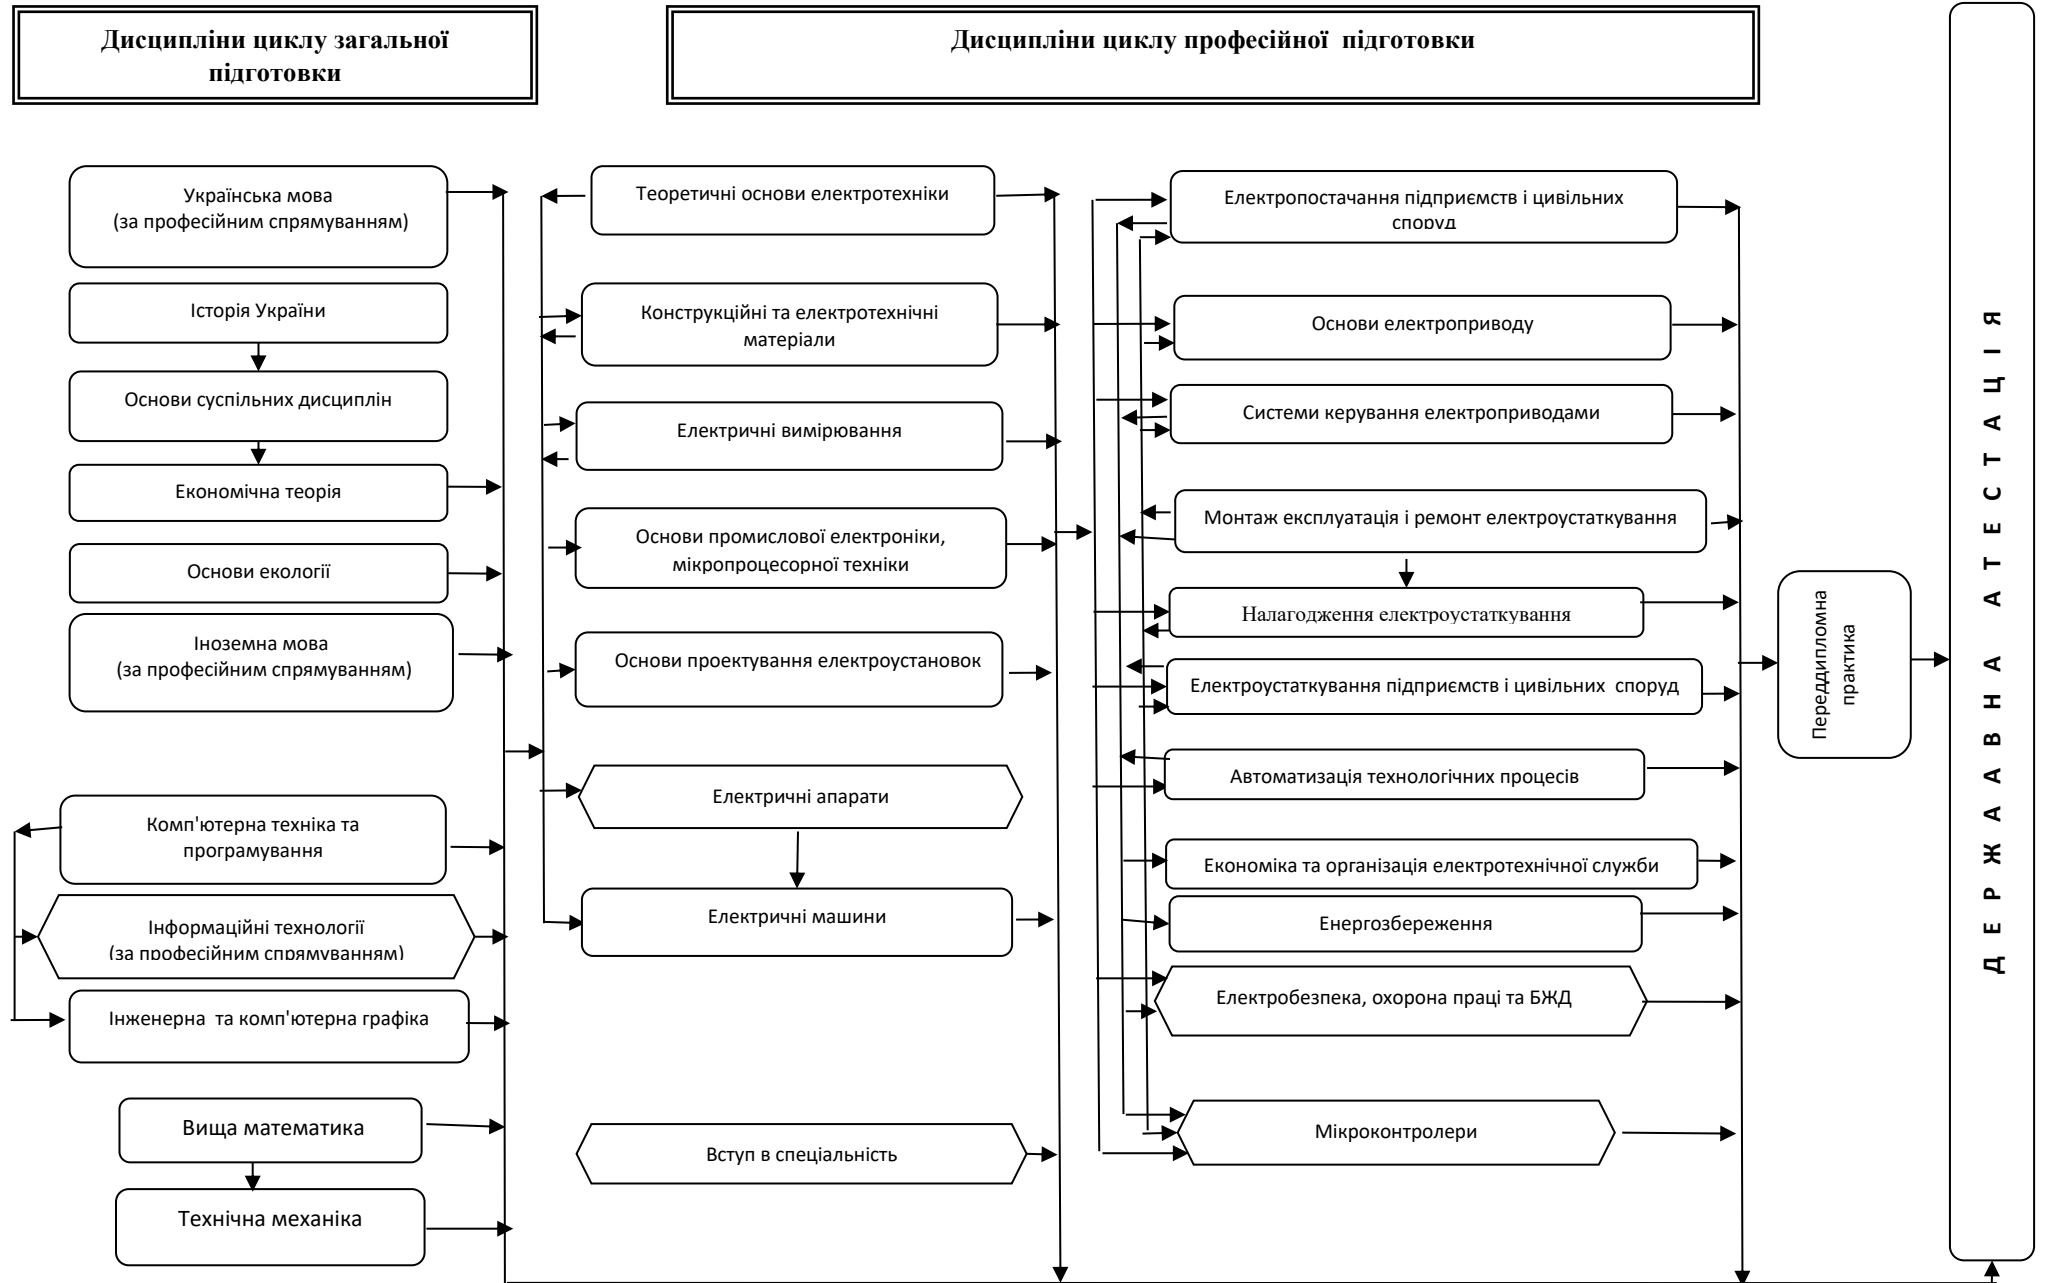 Дисципліни циклу загальної
підготовки
Дисципліни циклу професійної підготовки
Українська мова
(за професійним спрямуванням)
Історія України
Основи суспільних дисциплін
Економічна теорія
Основи екології
Іноземна мова
(за професійним спрямуванням)
Комп'ютерна техніка та
програмування
Інформаційні технології
(за професійним спрямуванням)
Інженерна та комп'ютерна графіка
Вища математика
Технічна механіка
Теоретичні основи електротехніки
Конструкційні та електротехнічні
матеріали
Електричні вимірювання
Основи промислової електроніки,
мікропроцесорної техніки
Основи проектування електроустановок
Електричні апарати
Електричні машини
Вступ в спеціальність
Електропостачання підприємств і цивільних
споруд
Основи електроприводу
Системи керування електроприводами
Монтаж експлуатація і ремонт електроустаткування
Налагодження електроустаткування
Електроустаткування підприємств і цивільних споруд
Автоматизація технологічних процесів
Економіка та організація електротехнічної служби
Енергозбереження
Електробезпека, охорона праці та БЖД
Мікроконтролери
Переддипломна
практика
Д Е Р Ж А А В Н А А Т Е С Т А Ц І Я